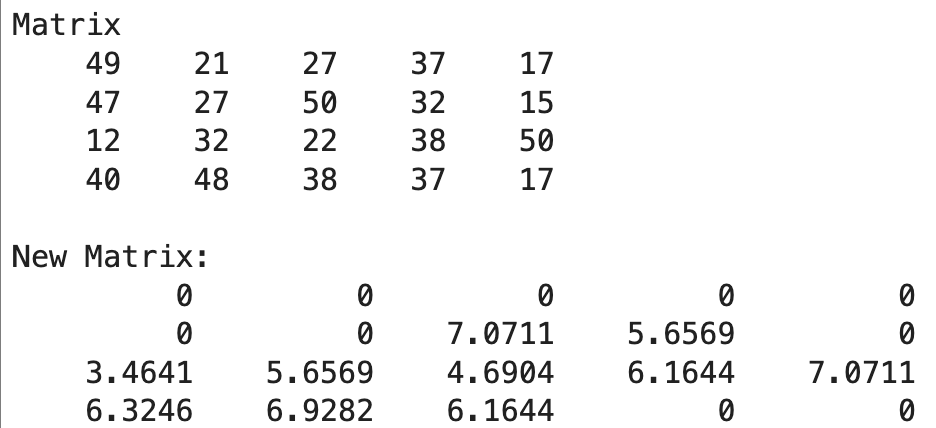 Matrix
49 21 27 37 17
47 27 50 32 15
12 32 22 38 50
40 48 38 37 17
New Matrix:
0 0 0 0 0
0 0 7.0711 5.6569 0
3.4641 5.6569 4.6904 6.1644 7.0711
6.3246 6.9282 6.1644 0 0